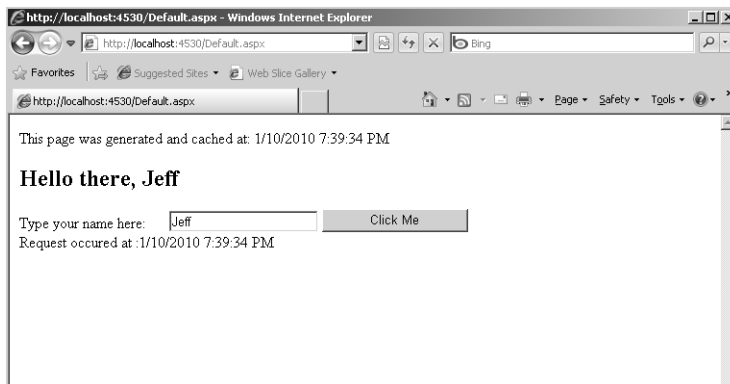 http://localhost:4530/Default.aspx - Windows Internet Explorer
http://localhost:4530/Default.aspx
Bing
Favorites Suggested Sites Web Slice Gallery
http://localhost:4530/Default.aspx Page Safety Tools
This page was generated and cached at: 1/10/2010 7:39:34 PM
Hello there, Jeff
Type your name here: Jeff Click Me
Request occured at :1/10/2010 7:39:34 PM